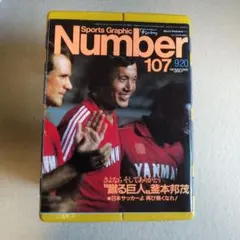 Sports Graphic
Number
107
9/20
YANMAR
さよならそしてありがとう
"蹴る巨人"釜本邦茂
■日本サッカーよ 再び熱くなれ!